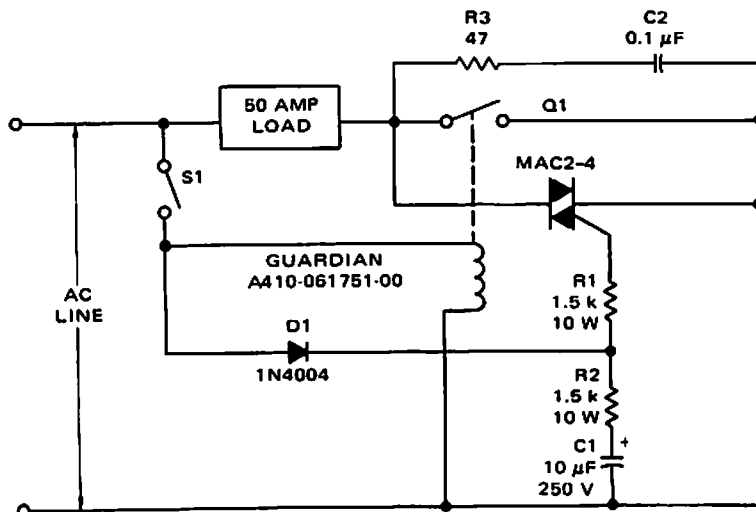 R3
47
C2
0.1 µF
50 AMP
LOAD
Q1
S1
MAC2-4
GUARDIAN
A410-061751-00
AC
LINE
D1
1N4004
R1
1.5 k
10 W
R2
1.5 k
10 W
C1
+
10 µF
250 V